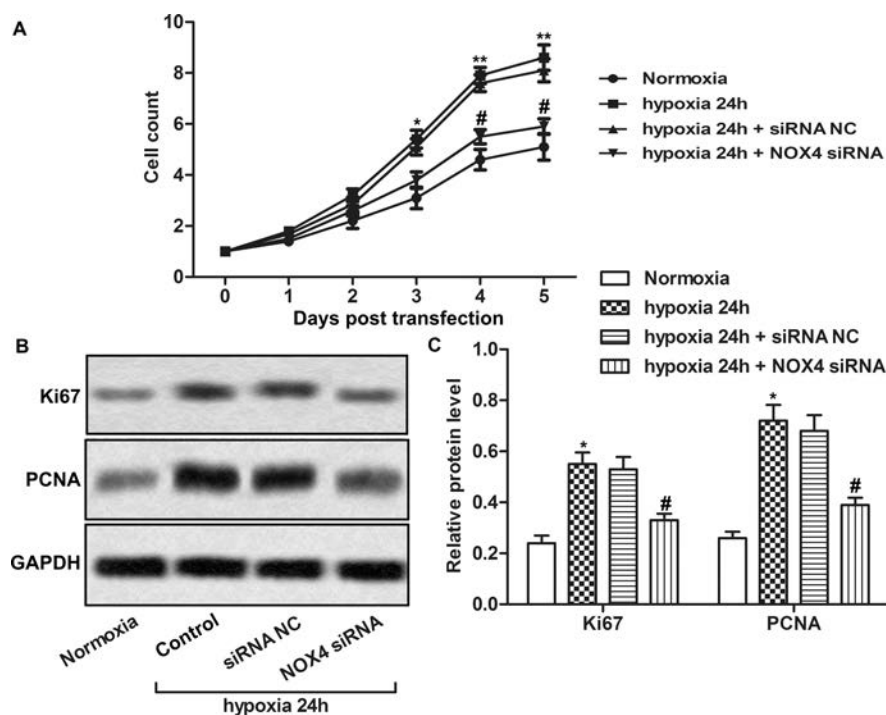 A
10
8
6
4
2
0
Cell count
*
**
**
#
#
0 1 2 3 4 5
Days post transfection
Normoxia
hypoxia 24h
hypoxia 24h + siRNA NC
hypoxia 24h + NOX4 siRNA
B
Ki67
PCNA
GAPDH
Normoxia
Control
siRNA NC
NOX4 siRNA
hypoxia 24h
C
Normoxia
hypoxia 24h
hypoxia 24h + siRNA NC
hypoxia 24h + NOX4 siRNA
1.0
0.8
0.6
0.4
0.2
0.0
Relative protein level
*
#
*
#
Ki67 PCNA